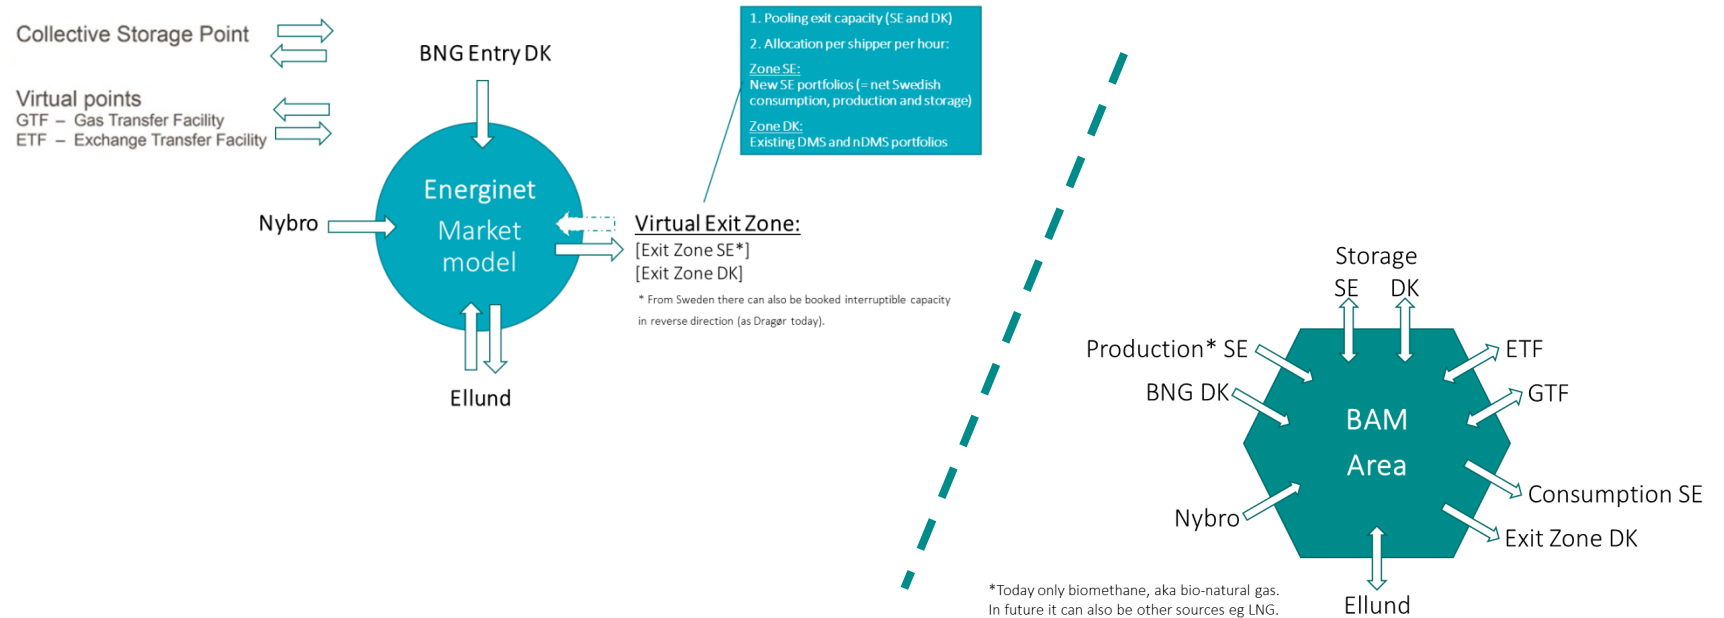 Collective Storage Point
Virtual points
GTF – Gas Transfer Facility
ETF – Exchange Transfer Facility
BNG Entry DK
Nybro
Energinet
Market
model
Ellund
1. Pooling exit capacity (SE and DK)
2. Allocation per shipper per hour:
Zone SE:
New SE portfolios (= net Swedish
consumption, production and storage)
Zone DK:
Existing DMS and nDMS portfolios
Virtual Exit Zone:
[Exit Zone SE*]
[Exit Zone DK]
* From Sweden there can also be booked interruptible capacity
in reverse direction (as Dragør today).
Storage
SE DK
Production* SE
BNG DK
Nybro
BAM
Area
ETF
GTF
Consumption SE
Exit Zone DK
Ellund
*Today only biomethane, aka bio-natural gas.
In future it can also be other sources eg LNG.